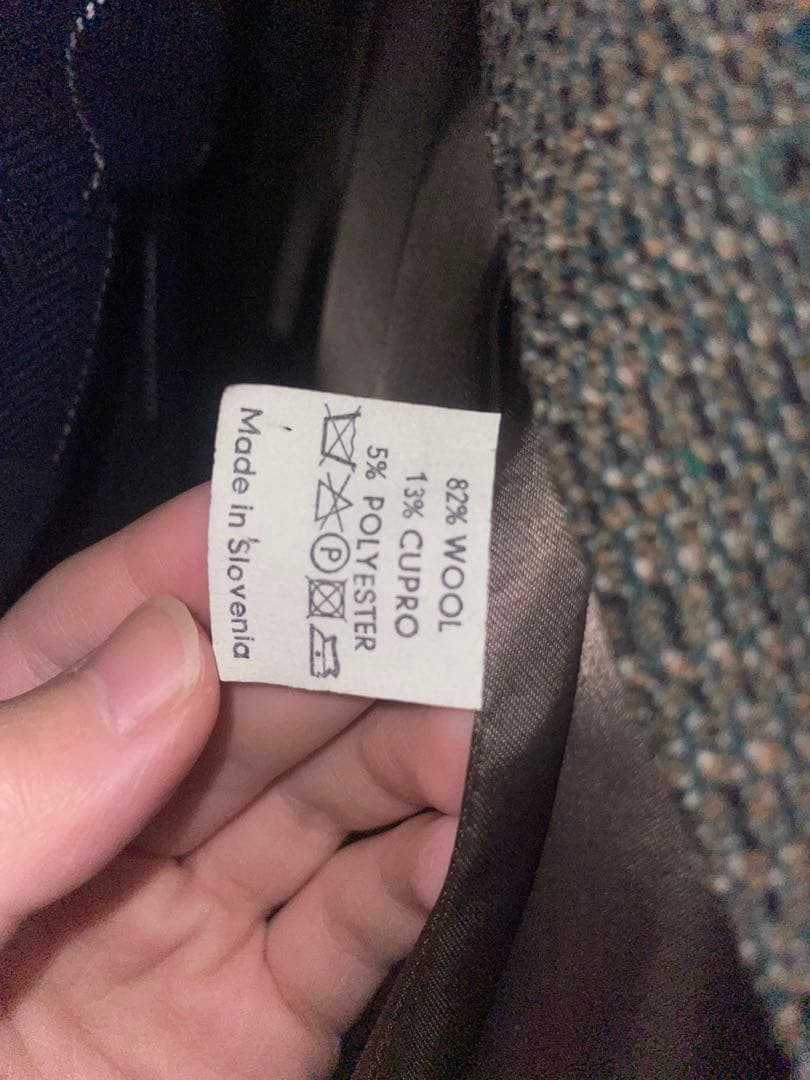 82% WOOL
13% CUPRO
5% POLYESTER
P
Made in Slovenia